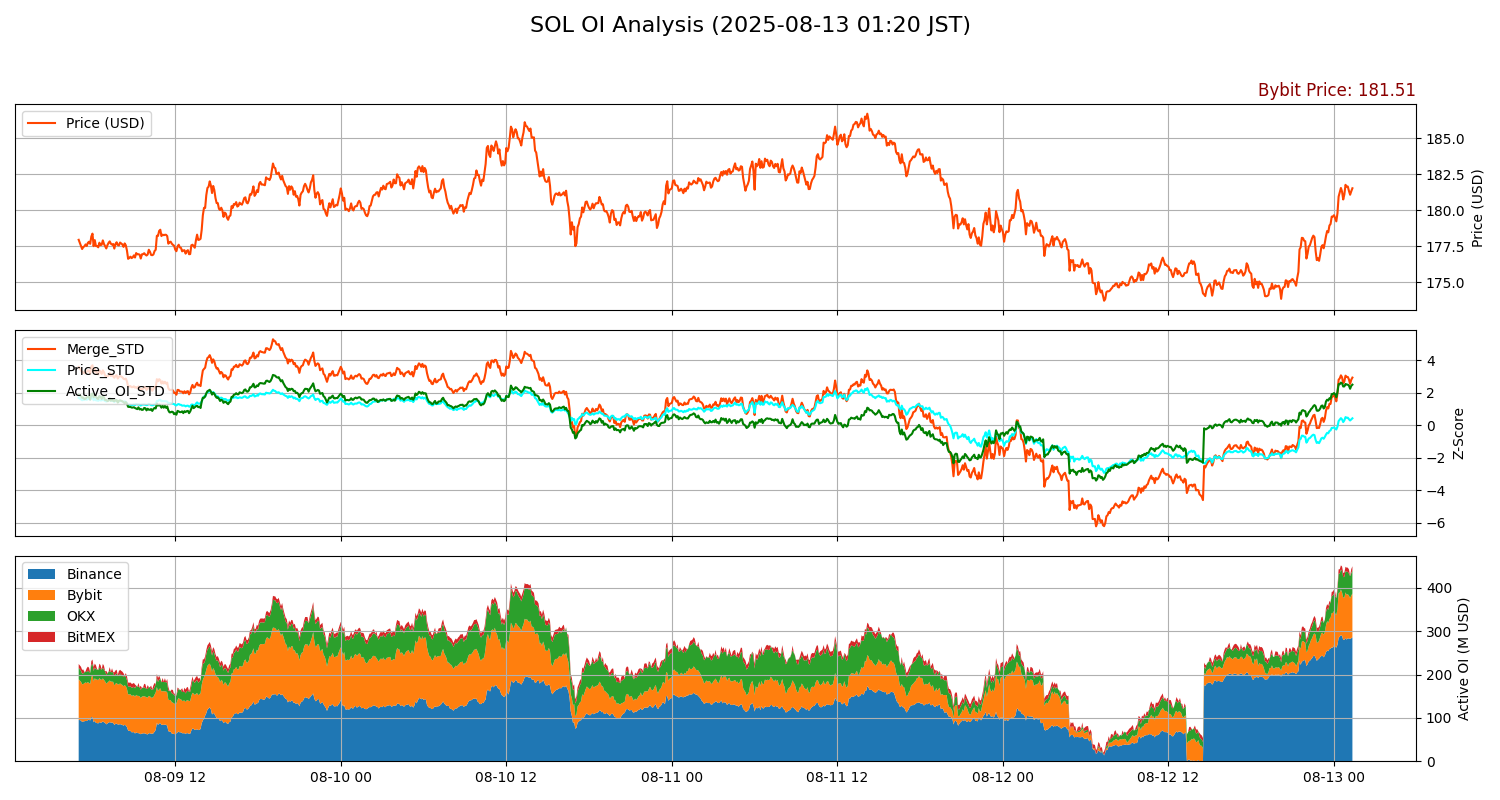 SOL OI Analysis (2025-08-13 01:20 JST)
Bybit Price: 181.51
Price (USD)
185.0
182.5
180.0
177.5
175.0
Price (USD)
Merge_STD
Price_STD
Active_OI_STD
4
2
0
−2
−4
−6
Z-Score
Binance
Bybit
OKX
BitMEX
400
300
200
100
0
Active OI (M USD)
08-09 12
08-10 00
08-10 12
08-11 00
08-11 12
08-12 00
08-12 12
08-13 00